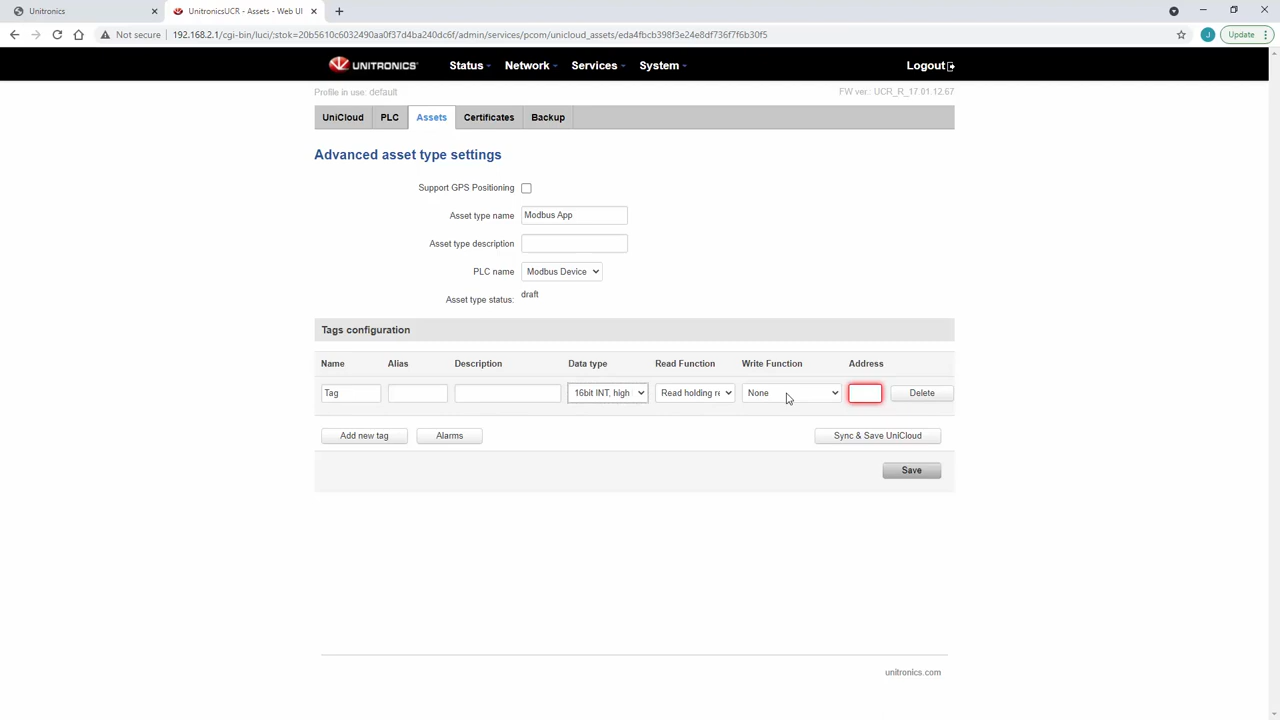 Unitronics
UnitronicsUCR - Assets - Web UI
Not secure 192.168.2.1/cgi-bin/luci/;stok=20b5610c6032490aa0f37d4ba240dc6f/admin/services/pcom/unicloud_assets/eda4fbcb398f3e24e8df736f7f6b30f5
J
Update
UNITRONICS Status Network Services System Logout
Profile in use: default FW ver.: UCR_R_17.01.12.67
UniCloud PLC Assets Certificates Backup
Advanced asset type settings
Support GPS Positioning
Asset type name Modbus App
Asset type description
PLC name Modbus Device
Asset type status: draft
Tags configuration
Name Alias Description Data type Read Function Write Function Address
Tag 16bit INT, high Read holding re None Delete
Add new tag Alarms Sync & Save UniCloud
Save
unitronics.com